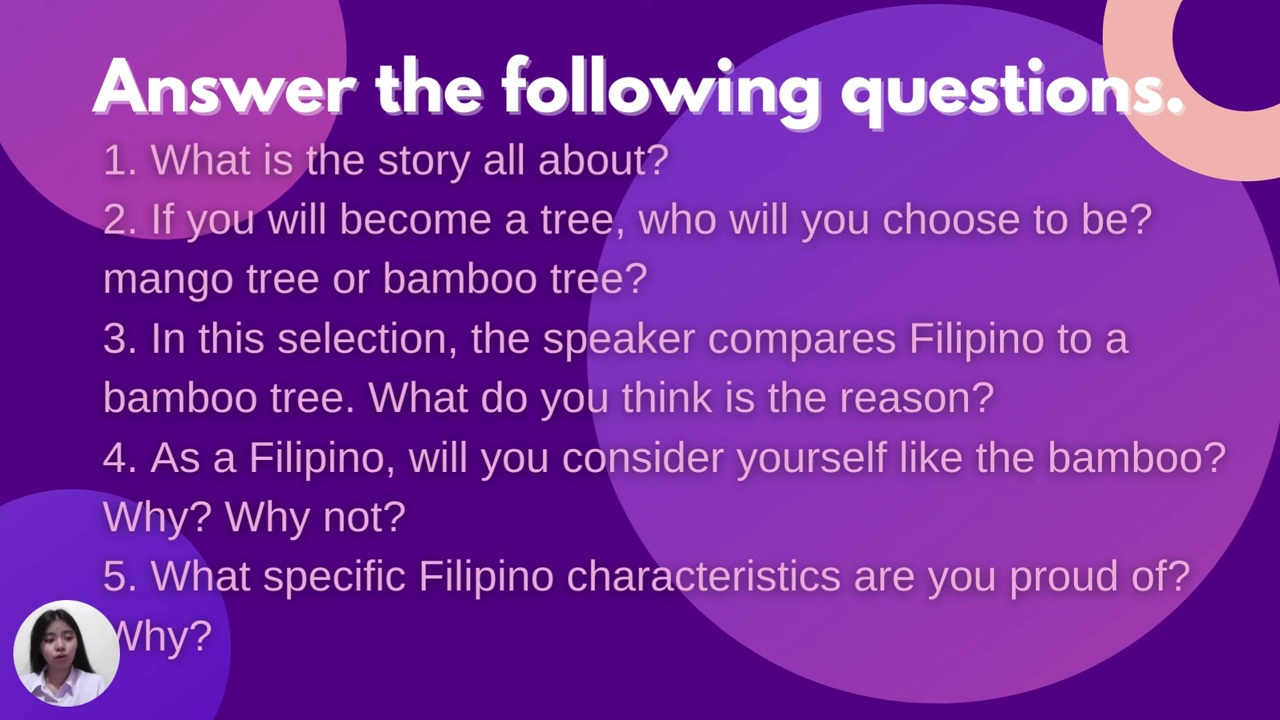 Answer the following questions.
1. What is the story all about?
2. If you will become a tree, who will you choose to be?
mango tree or bamboo tree?
3. In this selection, the speaker compares Filipino to a
bamboo tree. What do you think is the reason?
4. As a Filipino, will you consider yourself like the bamboo?
Why? Why not?
5. What specific Filipino characteristics are you proud of?
Why?